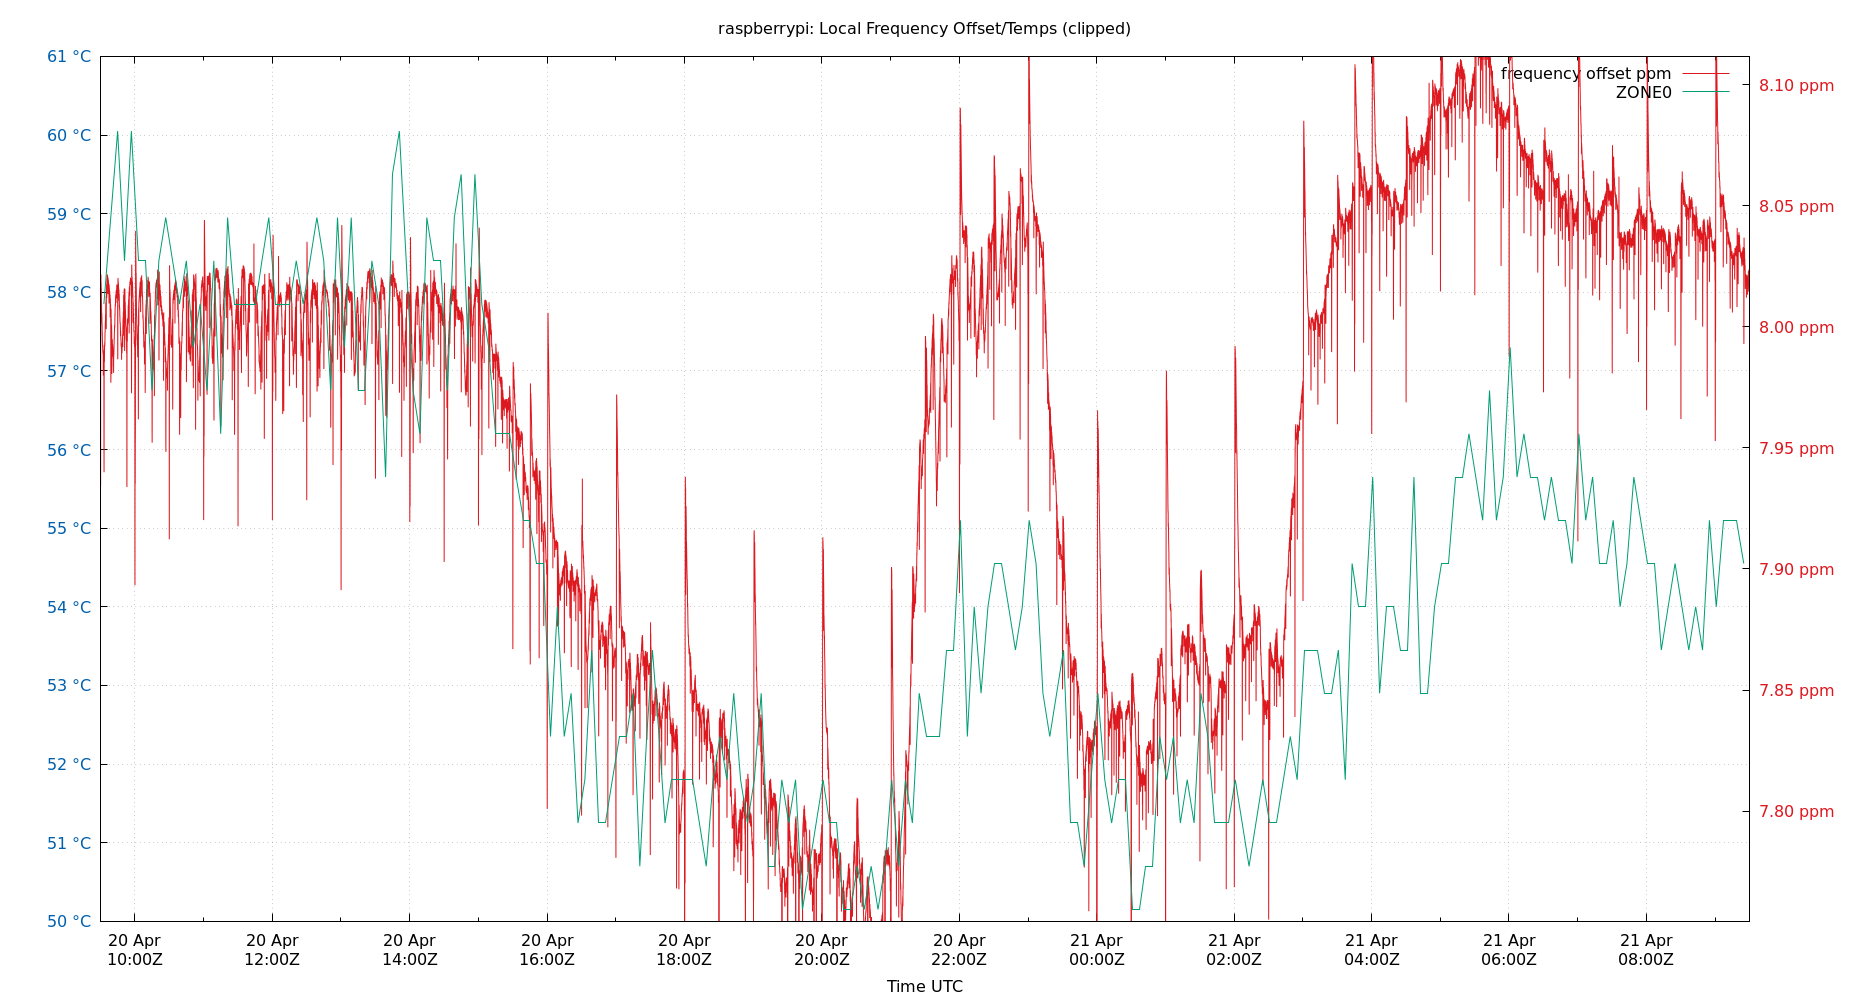 raspberrypi: Local Frequency Offset/Temps (clipped)
61 °C
60 °C
59 °C
58 °C
57 °C
56 °C
55 °C
54 °C
53 °C
52 °C
51 °C
50 °C
frequency offset ppm
ZONE0
8.10 ppm
8.05 ppm
8.00 ppm
7.95 ppm
7.90 ppm
7.85 ppm
7.80 ppm
20 Apr
10:00Z
20 Apr
12:00Z
20 Apr
14:00Z
20 Apr
16:00Z
20 Apr
18:00Z
20 Apr
20:00Z
20 Apr
22:00Z
21 Apr
00:00Z
21 Apr
02:00Z
21 Apr
04:00Z
21 Apr
06:00Z
21 Apr
08:00Z
Time UTC